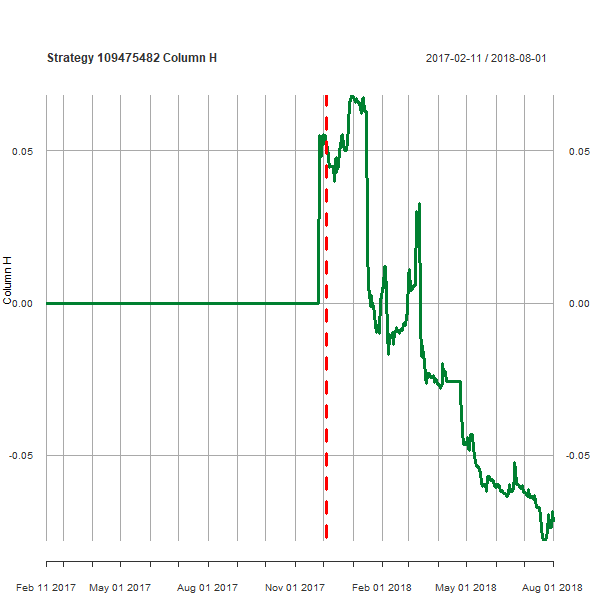 Strategy 109475482 Column H
2017-02-11 / 2018-08-01
0.05
0.05
Column H
0.00
0.00
-0.05
-0.05
Feb 11 2017
May 01 2017
Aug 01 2017
Nov 01 2017
Feb 01 2018
May 01 2018
Aug 01 2018